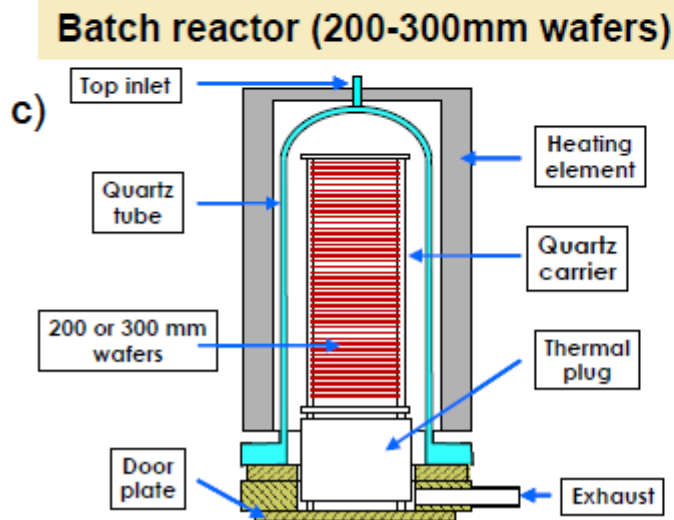 Batch reactor (200-300mm wafers)
c)
Top inlet
Heating
element
Quartz
tube
Quartz
carrier
200 or 300 mm
wafers
Thermal
plug
Door
plate
Exhaust